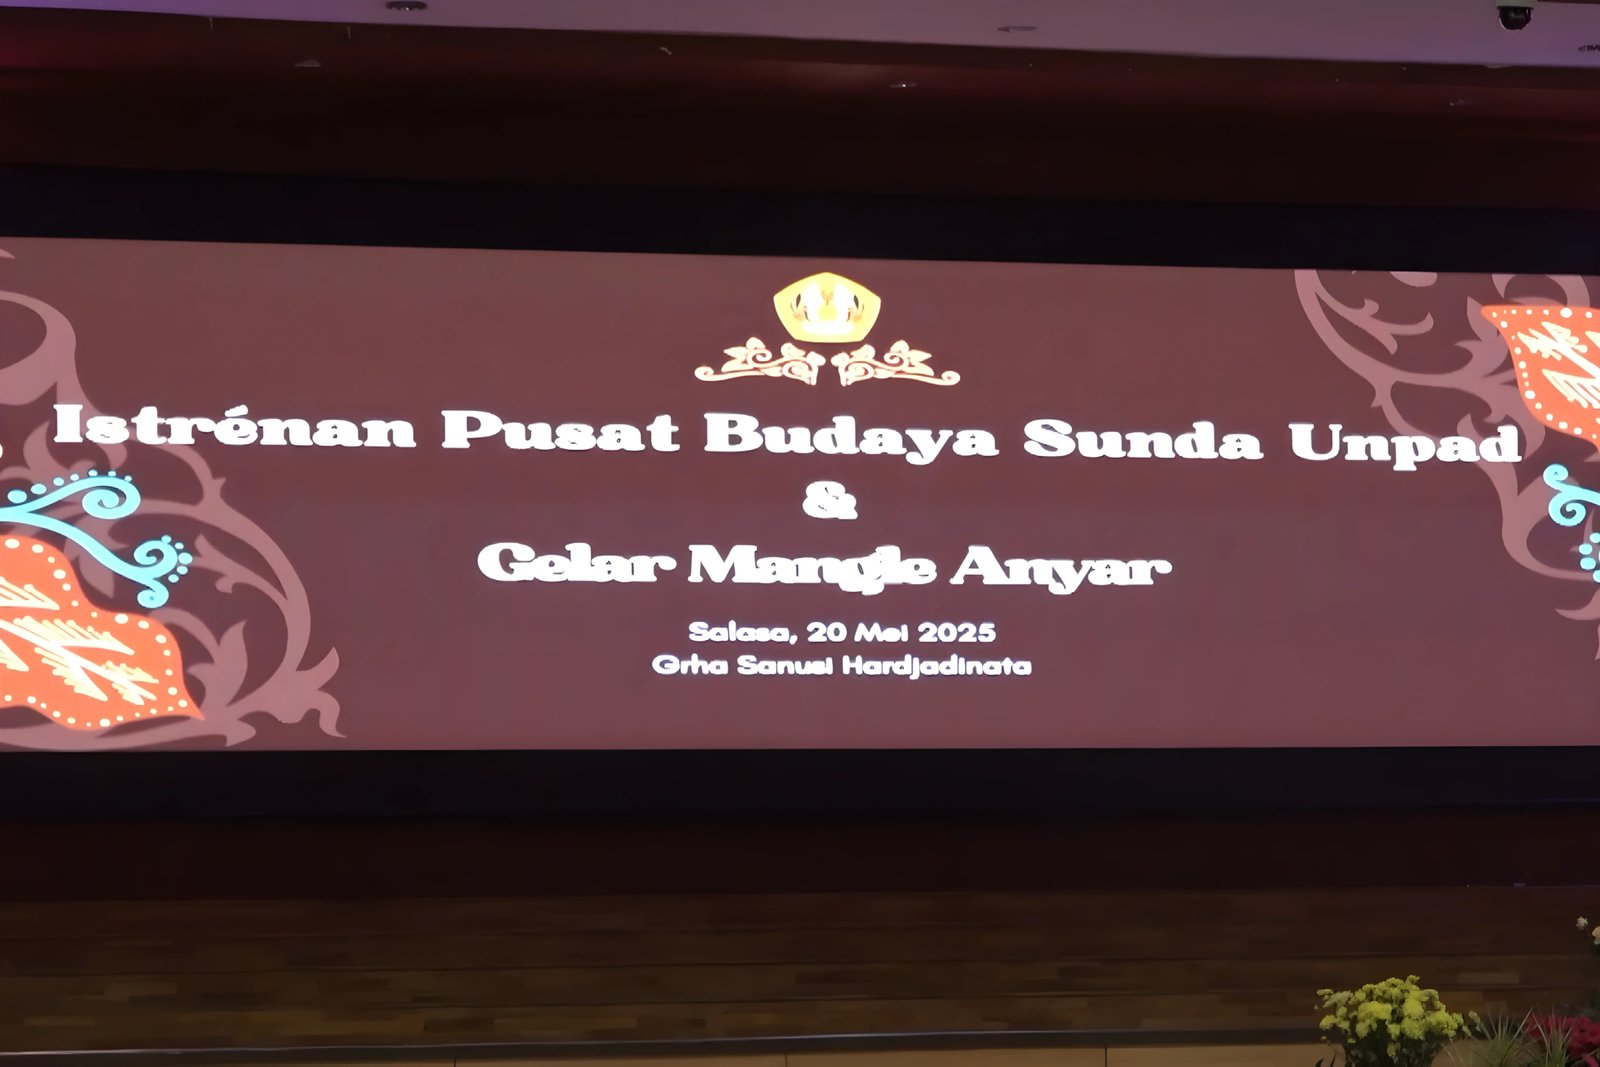 Istrénan Pusat Budaya Sunda Unpad
&
Gelar Mangle Anyar
Salasa, 20 Mei 2025
Grha Sanusi Hardjadinata